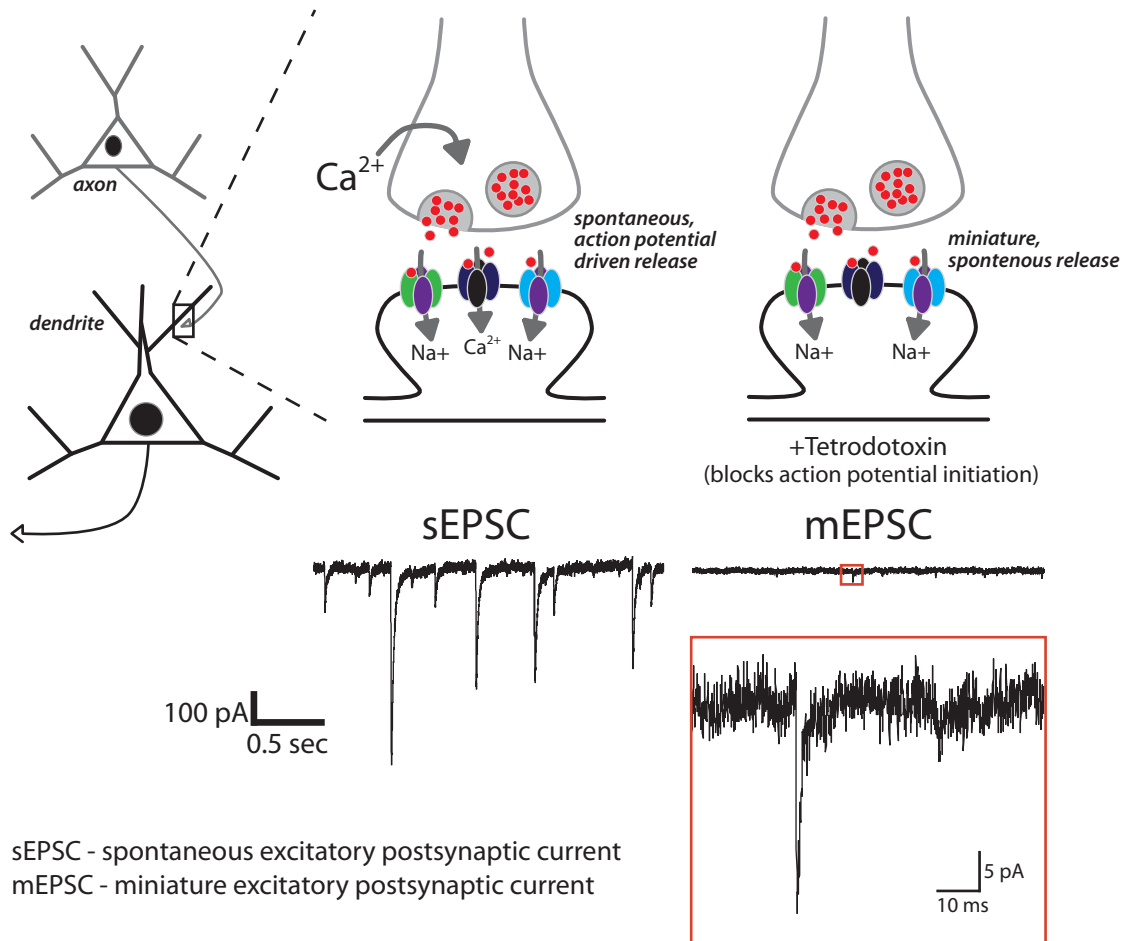 axon
dendrite
Ca2+
spontaneous,
action potential
driven release
Na+
Ca2+
Na+
miniature,
spontenous release
Na+
Na+
+Tetrodotoxin
(blocks action potential initiation)
sEPSC
mEPSC
100 pA
0.5 sec
5 pA
10 ms
sEPSC - spontaneous excitatory postsynaptic current
mEPSC - miniature excitatory postsynaptic current